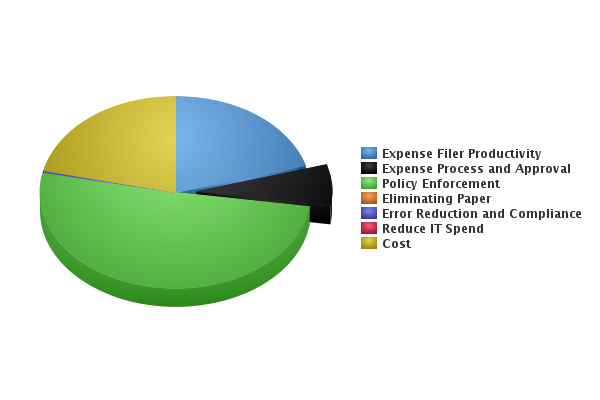 Expense Filer Productivity
Expense Process and Approval
Policy Enforcement
Eliminating Paper
Error Reduction and Compliance
Reduce IT Spend
Cost